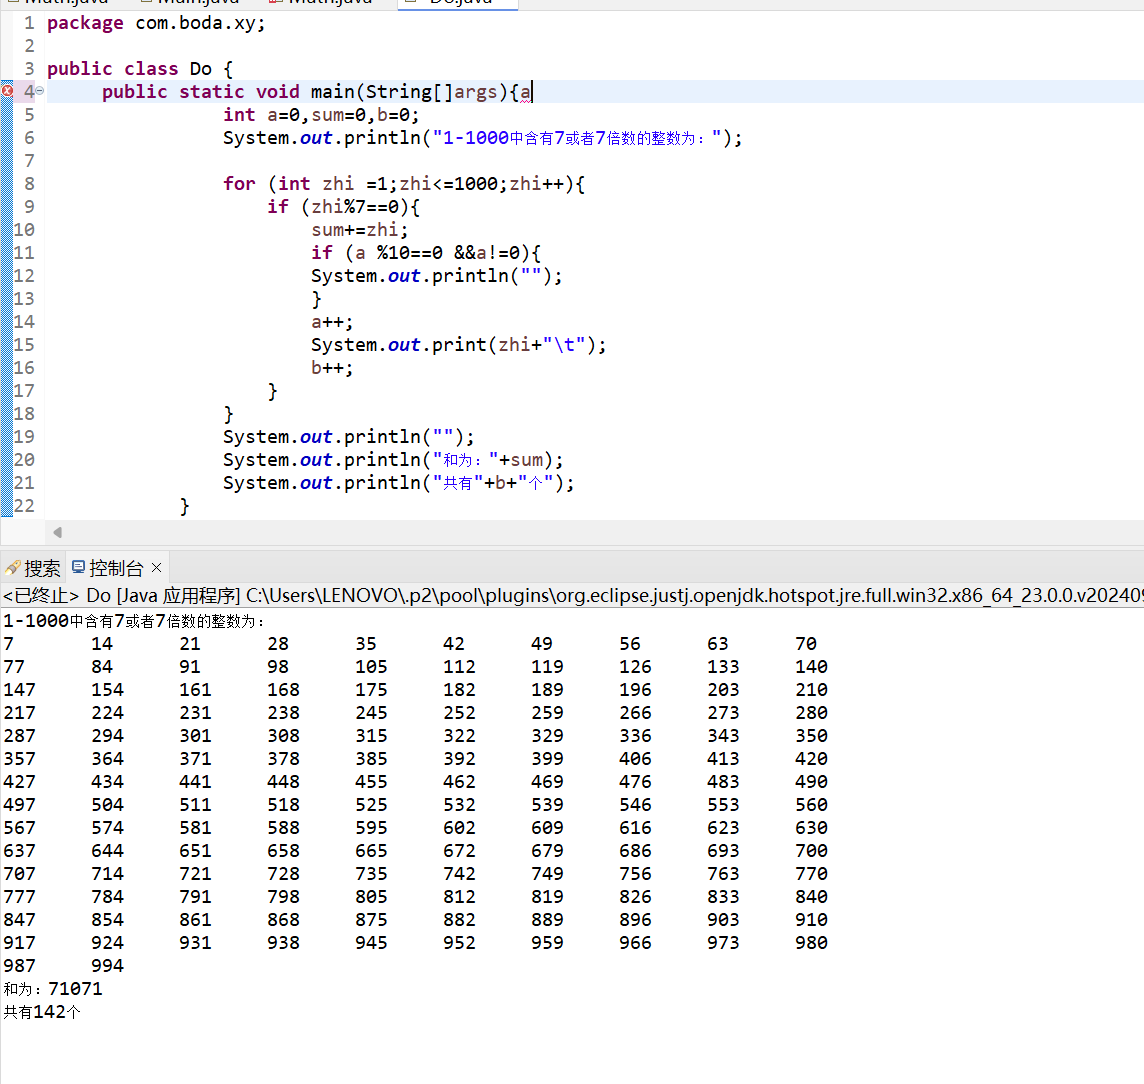 1 package com.boda.xy;
2
3 public class Do {
4 public static void main(String[]args){a
5 int a=0,sum=0,b=0;
6 System.out.println("1-1000中含有7或者7倍数的整数为：");
7
8 for (int zhi =1;zhi<=1000;zhi++){
9 if (zhi%7==0){
10 sum+=zhi;
11 if (a %10==0 &&a!=0){
12 System.out.println("");
13 }
14 a++;
15 System.out.print(zhi+"\t");
16 b++;
17 }
18 }
19 System.out.println("");
20 System.out.println("和为："+sum);
21 System.out.println("共有"+b+"个");
22 }
搜索 控制台
<已终止> Do [Java 应用程序] C:\Users\LENOVO\.p2\pool\plugins\org.eclipse.justj.openjdk.hotspot.jre.full.win32.x86_64_23.0.0.v20240
1-1000中含有7或者7倍数的整数为：
7 14 21 28 35 42 49 56 63 70
77 84 91 98 105 112 119 126 133 140
147 154 161 168 175 182 189 196 203 210
217 224 231 238 245 252 259 266 273 280
287 294 301 308 315 322 329 336 343 350
357 364 371 378 385 392 399 406 413 420
427 434 441 448 455 462 469 476 483 490
497 504 511 518 525 532 539 546 553 560
567 574 581 588 595 602 609 616 623 630
637 644 651 658 665 672 679 686 693 700
707 714 721 728 735 742 749 756 763 770
777 784 791 798 805 812 819 826 833 840
847 854 861 868 875 882 889 896 903 910
917 924 931 938 945 952 959 966 973 980
987 994
和为：71071
共有142个